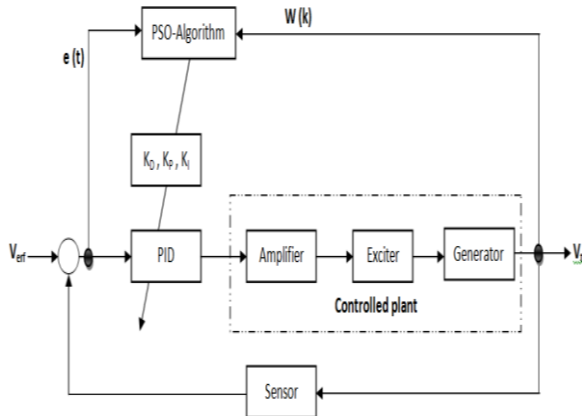 W (k)
PSO-Algorithm
e (t)
K_D , K_P , K_I
V_erf
PID
Amplifier
Exciter
Generator
Controlled plant
Sensor